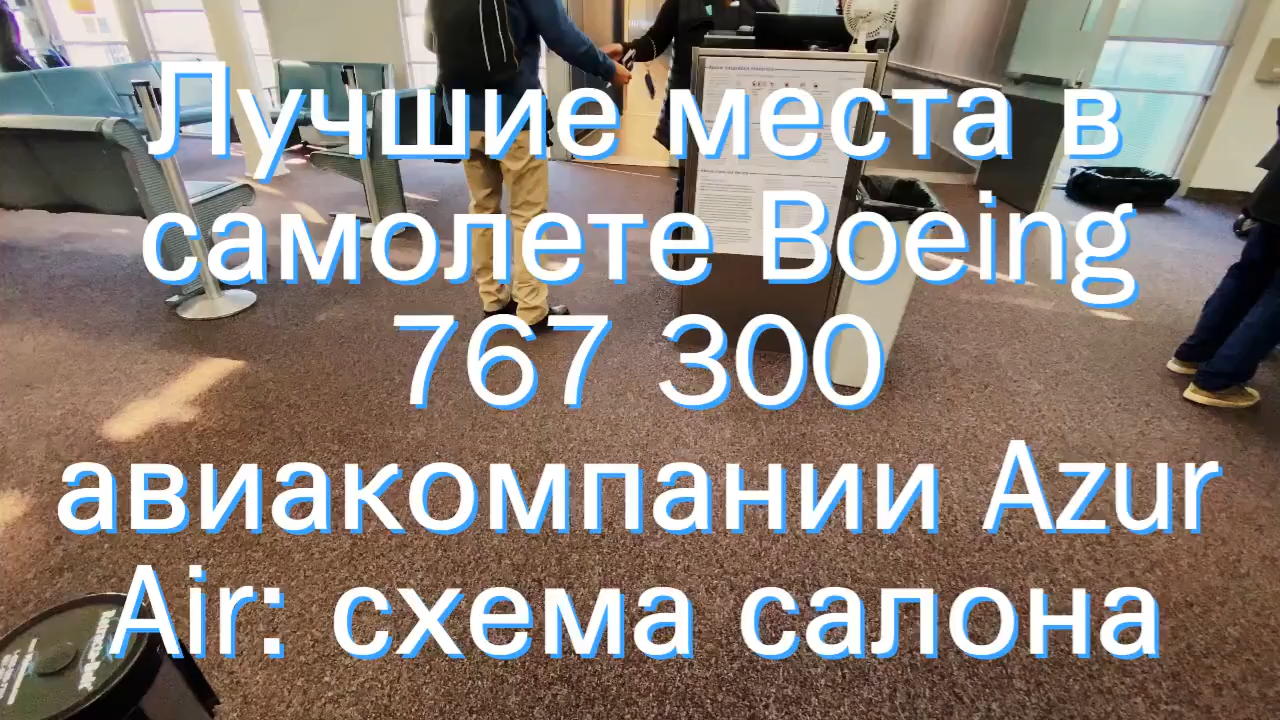 Лучшие места в
самолете Boeing
767 300
авиакомпании Azur
Air: схема салона